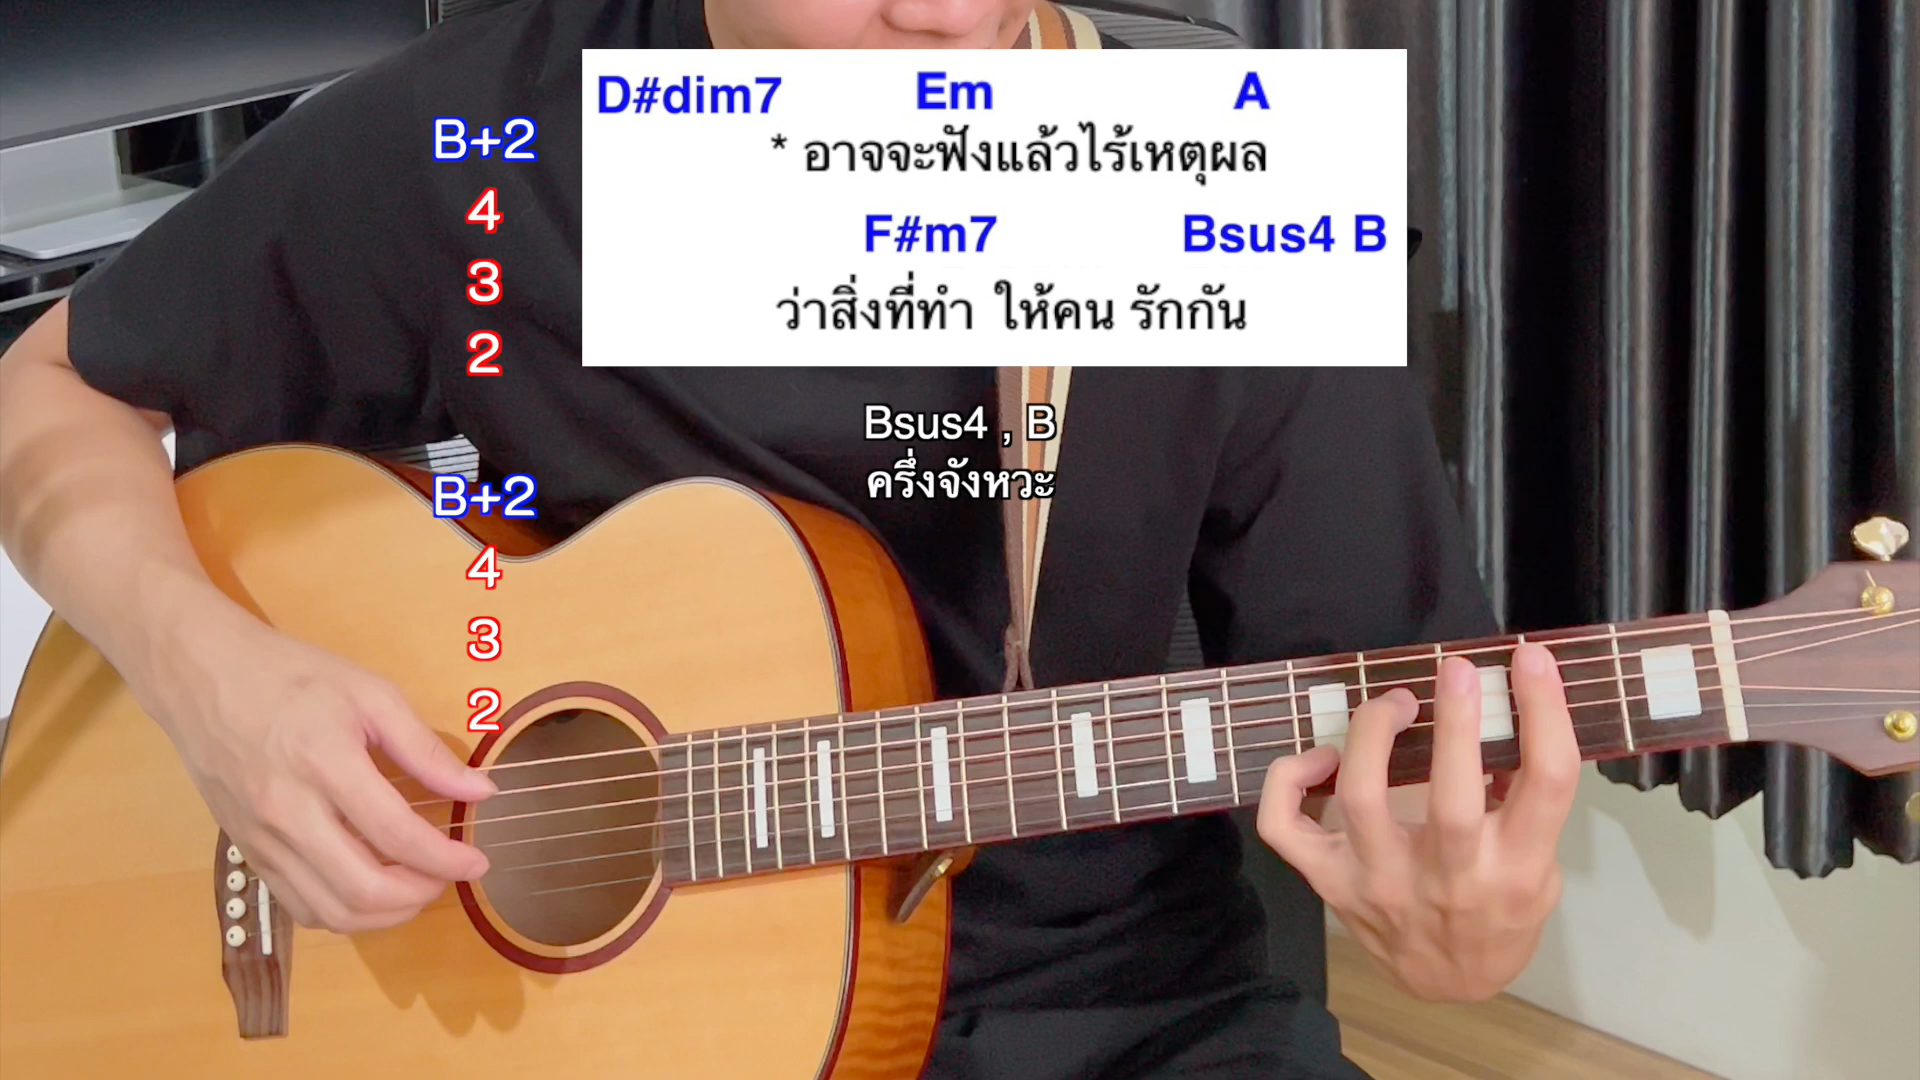 D#dim7 Em A
* อาจจะฟังแล้วไร้เหตุผล
F#m7 Bsus4 B
ว่าสิ่งที่ทำ ให้คน รักกัน
B+2
4
3
2
Bsus4 , B
ครึ่งจังหวะ
B+2
4
3
2